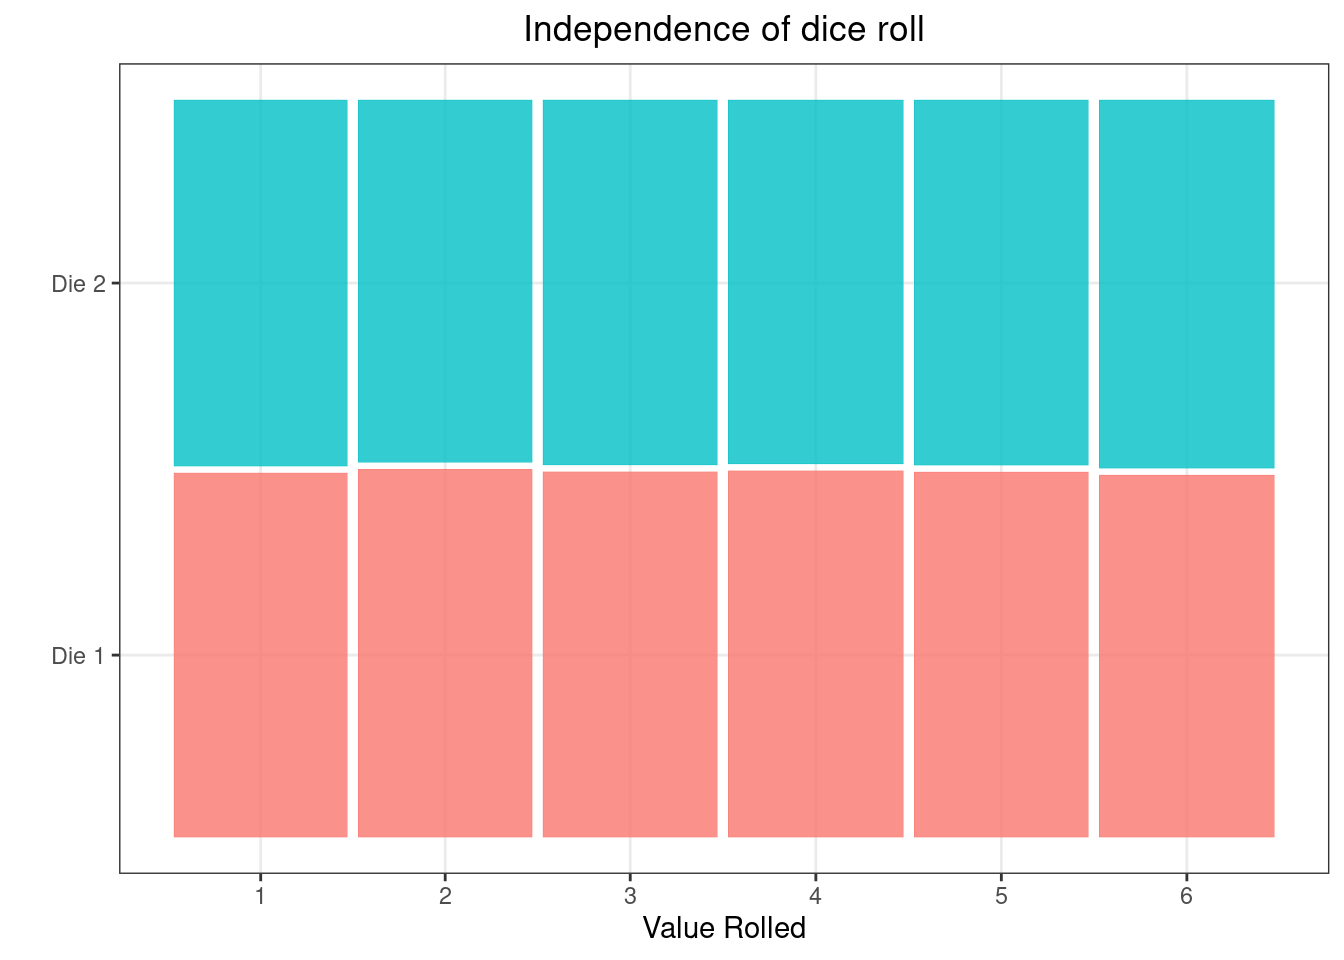 Independence of dice roll
Die 2
Die 1
1 2 3 4 5 6
Value Rolled